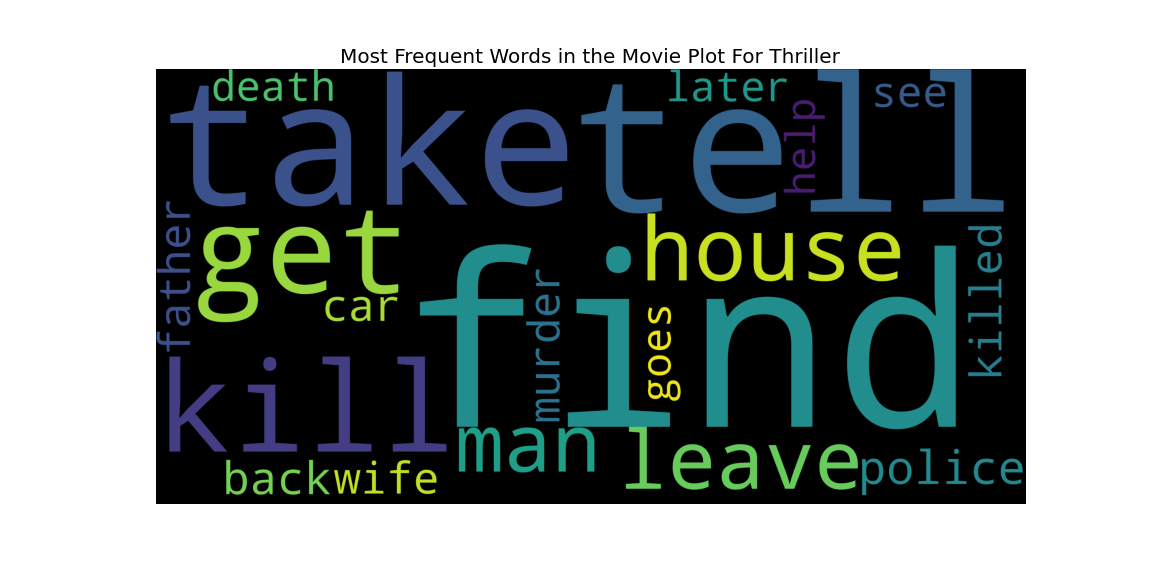 Most Frequent Words in the Movie Plot For Thriller
death
later
see
take
tell
help
father
get
house
killed
car
find
murder
goes
kill
man
leave
back
wife
police